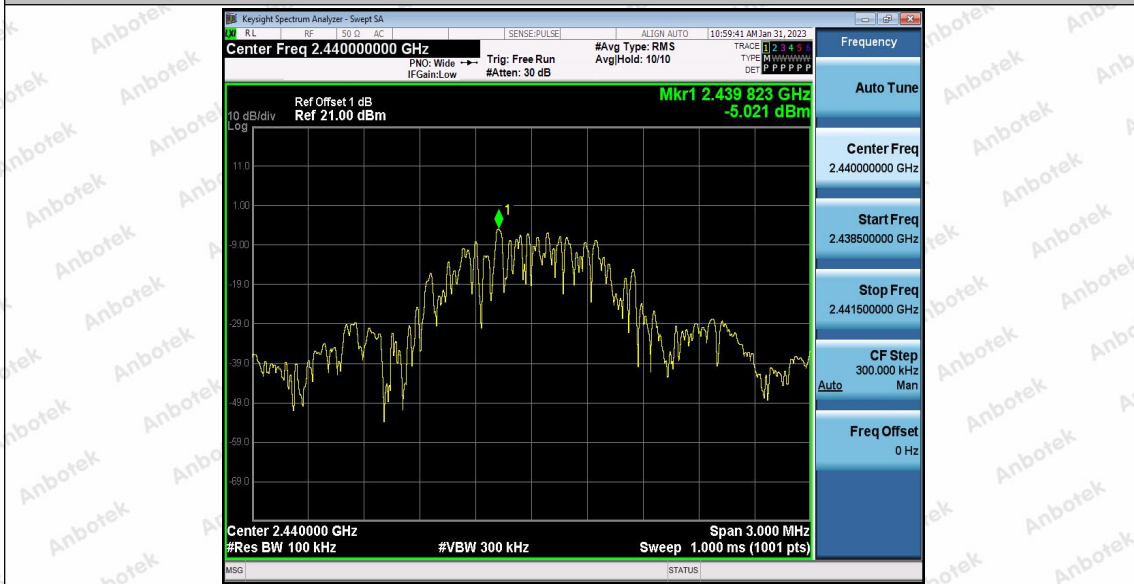 Keysight Spectrum Analyzer - Swept SA
LXI RL RF 50 Ω AC SENSE:PULSE ALIGN AUTO 10:59:41 AM Jan 31, 2023
Center Freq 2.440000000 GHz
PNO: Wide
IFGain:Low
Trig: Free Run
#Atten: 30 dB
#Avg Type: RMS
Avg|Hold: 10/10
TRACE 1 2 3 4 5 6
TYPE M W W W W W
DET P P P P P P
Mkr1 2.439 823 GHz
-5.021 dBm
Ref Offset 1 dB
10 dB/div Ref 21.00 dBm
Log
11.0
1.00
1
-9.00
-19.0
-29.0
-39.0
-49.0
-59.0
-69.0
Center 2.440000 GHz Span 3.000 MHz
#Res BW 100 kHz #VBW 300 kHz Sweep 1.000 ms (1001 pts)
MSG STATUS
Frequency
Auto Tune
Center Freq
2.440000000 GHz
Start Freq
2.438500000 GHz
Stop Freq
2.441500000 GHz
CF Step
300.000 kHz
Auto Man
Freq Offset
0 Hz
Anbotek